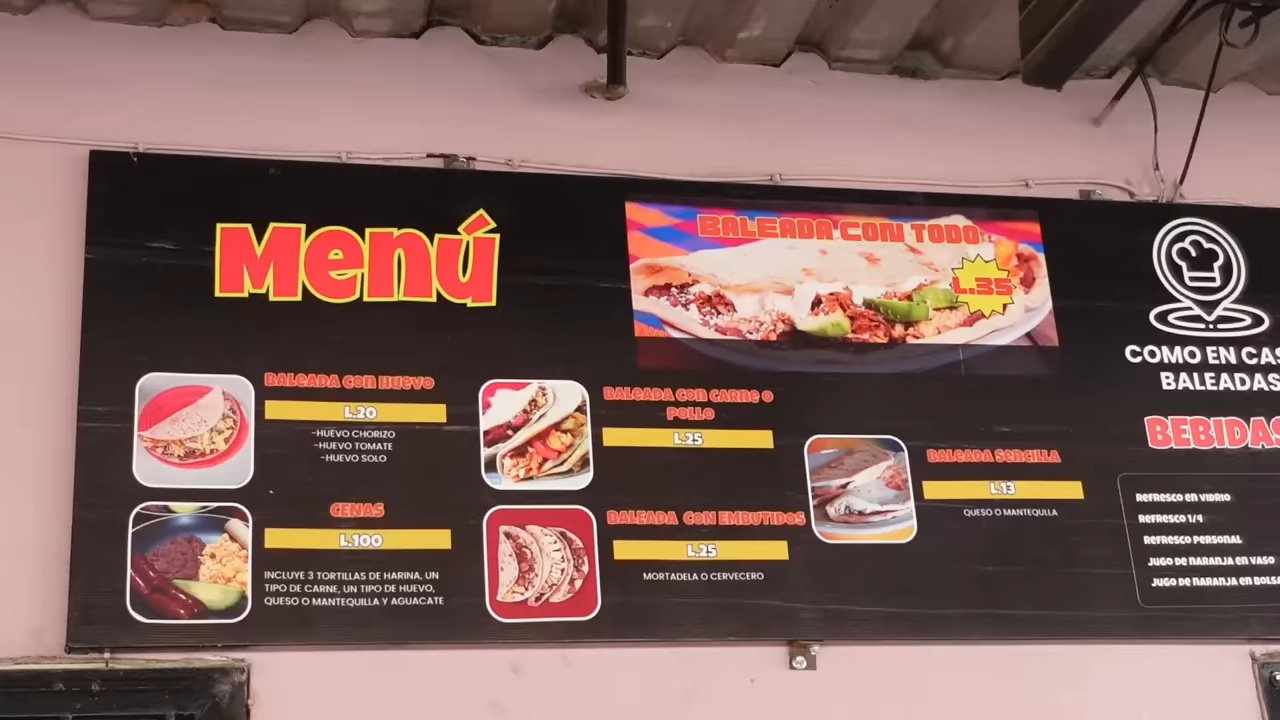 Menú
BALEADA CON TODO
L.35
BALEADA CON HUEVO
L.20
-HUEVO CHORIZO
-HUEVO TOMATE
-HUEVO SOLO
CENAS
L.100
INCLUYE 3 TORTILLAS DE HARINA, UN
TIPO DE CARNE, UN TIPO DE HUEVO,
QUESO O MANTEQUILLA Y AGUACATE
BALEADA CON CARNE O
POLLO
L.25
BALEADA CON EMBUTIDOS
L.25
MORTADELA O CERVECERO
BALEADA SENCILLA
L.13
QUESO O MANTEQULLA
COMO EN CAS
BALEADAS
BEBIDAS
REFRESCO EN VIDRIO
REFRESCO 1/4
REFRESCO PERSONAL
JUGO DE NARANJA EN VASO
JUGO DE NARANJA EN BOLSA